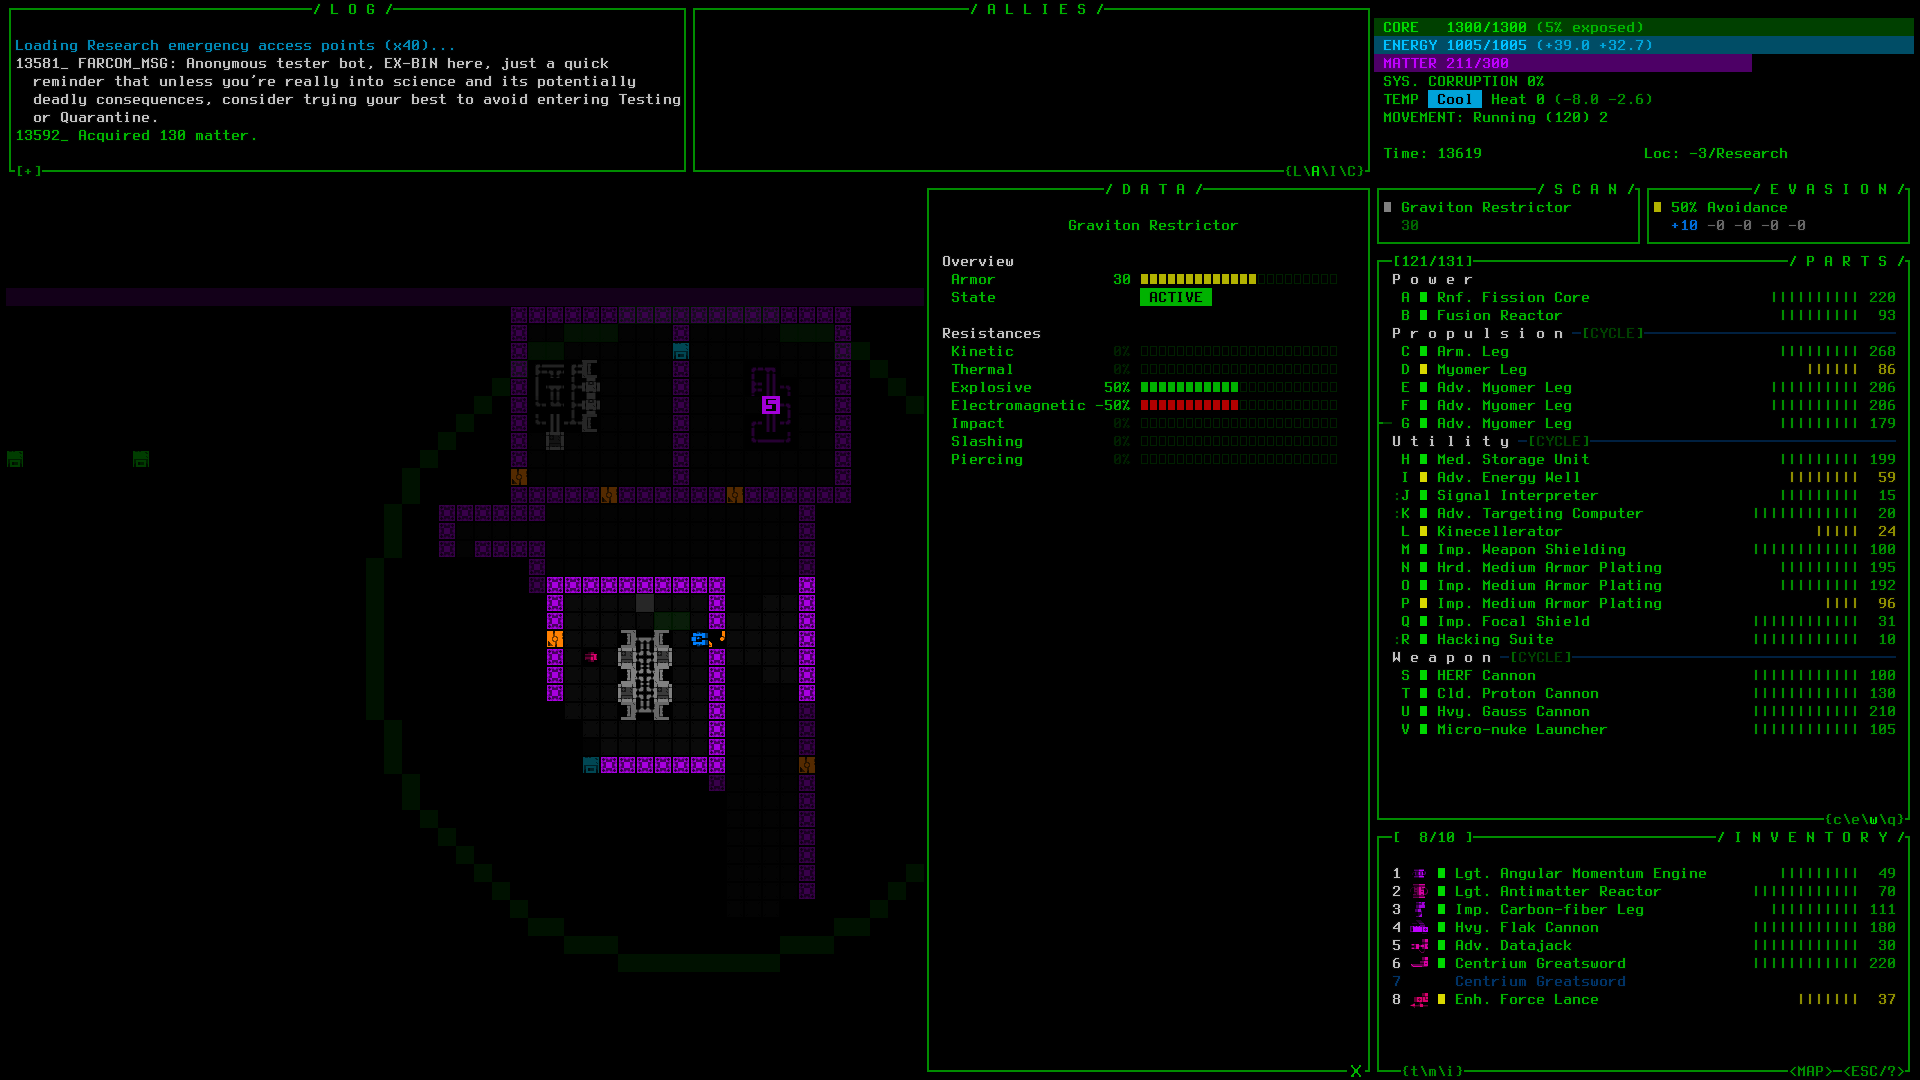 / L O G /
Loading Research emergency access points (x40)...
13581_ FARCOM_MSG: Anonymous tester bot, EX-BIN here, just a quick
reminder that unless you're really into science and its potentially
deadly consequences, consider trying your best to avoid entering Testing
or Quarantine.
13592_ Acquired 130 matter.
[+]
/ A L L I E S /
(L\A\I\C)
CORE 1300/1300 (5% exposed)
ENERGY 1005/1005 (+39.0 +32.7)
MATTER 211/300
SYS. CORRUPTION 0%
TEMP Cool Heat 0 (-8.0 -2.6)
MOVEMENT: Running (120) 2
Time: 13619 Loc: -3/Research
/ S C A N /
Graviton Restrictor
30
/ E V A S I O N /
50% Avoidance
+10 -0 -0 -0 -0
/ D A T A /
Graviton Restrictor
Overview
Armor 30
State ACTIVE
Resistances
Kinetic 0%
Thermal 0%
Explosive 50%
Electromagnetic -50%
Impact 0%
Slashing 0%
Piercing 0%
X
S
[121/131] / P A R T S /
P o w e r
A Rnf. Fission Core 220
B Fusion Reactor 93
P r o p u l s i o n [CYCLE]
C Arm. Leg 268
D Myomer Leg 86
E Adv. Myomer Leg 206
F Adv. Myomer Leg 206
G Adv. Myomer Leg 179
U t i l i t y [CYCLE]
H Med. Storage Unit 199
I Adv. Energy Well 59
:J Signal Interpreter 15
:K Adv. Targeting Computer 20
L Kinecellerator 24
M Imp. Weapon Shielding 100
N Hrd. Medium Armor Plating 195
O Imp. Medium Armor Plating 192
P Imp. Medium Armor Plating 96
Q Imp. Focal Shield 31
:R Hacking Suite 10
W e a p o n [CYCLE]
S HERF Cannon 100
T Cld. Proton Cannon 130
U Hvy. Gauss Cannon 210
V Micro-nuke Launcher 105
(c\e\w\q)
[ 8/10 ] / I N V E N T O R Y /
1 Lgt. Angular Momentum Engine 49
2 Lgt. Antimatter Reactor 70
3 Imp. Carbon-fiber Leg 111
4 Hvy. Flak Cannon 180
5 Adv. Datajack 30
6 Centrium Greatsword 220
7 Centrium Greatsword
8 Enh. Force Lance 37
(t\m\i) <MAP> <ESC/?>